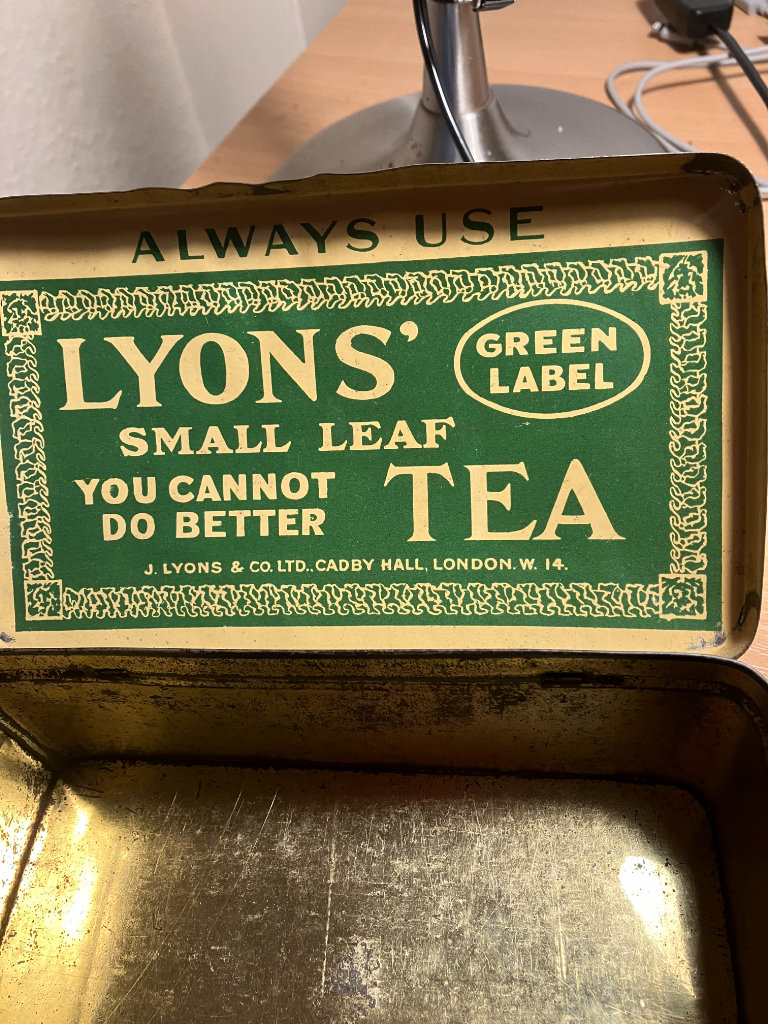 ALWAYS USE
LYONS'
GREEN
LABEL
SMALL LEAF
YOU CANNOT
DO BETTER
TEA
J. LYONS & CO. LTD., CADBY HALL, LONDON. W. 14.